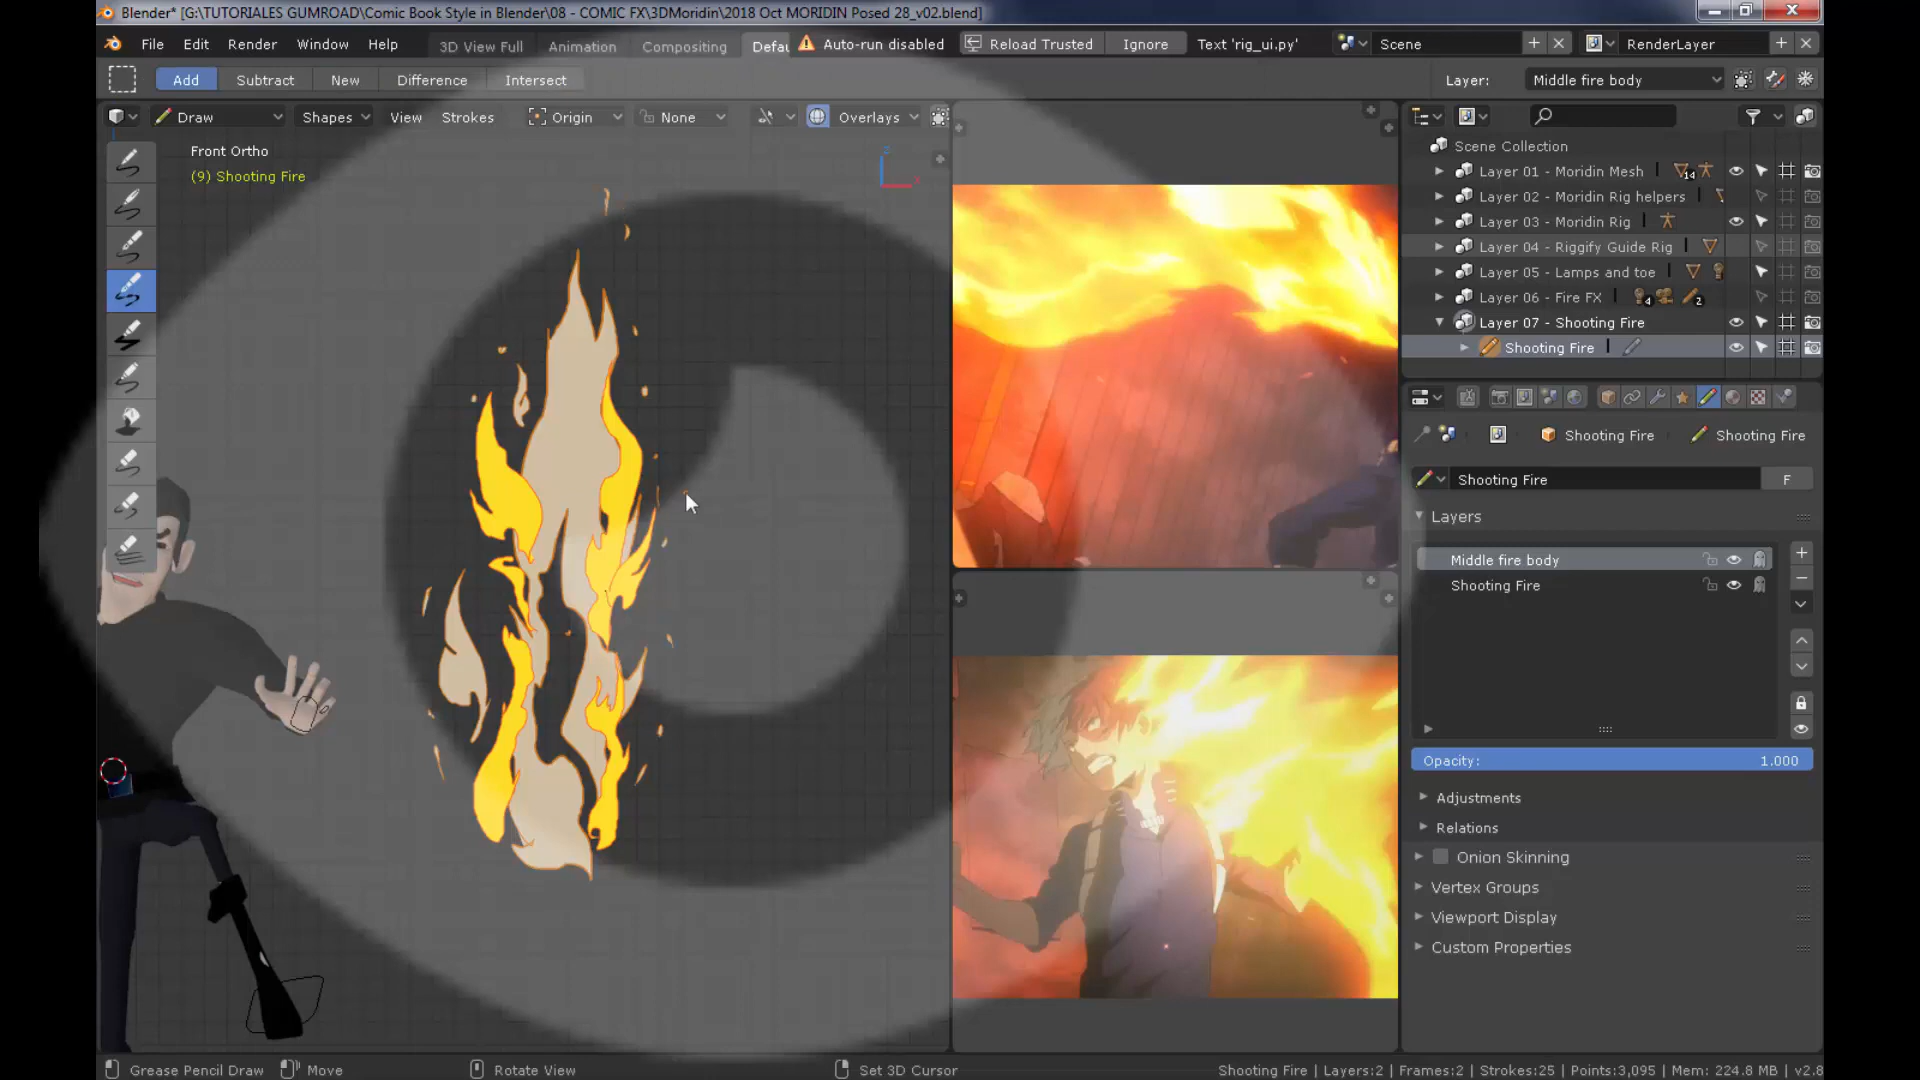 Blender* [G:\TUTORIALES GUMROAD\Comic Book Style in Blender\08 - COMIC FX\3DMoridin\2018 Oct MORIDIN Posed 28_v02.blend]
File Edit Render Window Help 3D View Full Animation Compositing Defau Auto-run disabled Reload Trusted Ignore Text 'rig_ui.py' Scene RenderLayer
Add Subtract New Difference Intersect Layer: Middle fire body
Draw Shapes View Strokes Origin None Overlays
Front Ortho
(9) Shooting Fire
Scene Collection
Layer 01 - Moridin Mesh 14
Layer 02 - Moridin Rig helpers
Layer 03 - Moridin Rig
Layer 04 - Riggify Guide Rig
Layer 05 - Lamps and toe
Layer 06 - Fire FX 4 2
Layer 07 - Shooting Fire
Shooting Fire
Shooting Fire Shooting Fire
Shooting Fire F
Layers
Middle fire body
Shooting Fire
Opacity: 1.000
Adjustments
Relations
Onion Skinning
Vertex Groups
Viewport Display
Custom Properties
Grease Pencil Draw Move Rotate View Set 3D Cursor Shooting Fire | Layers:2 | Frames:2 | Strokes:25 | Points:3,095 | Mem: 224.8 MB | v2.8